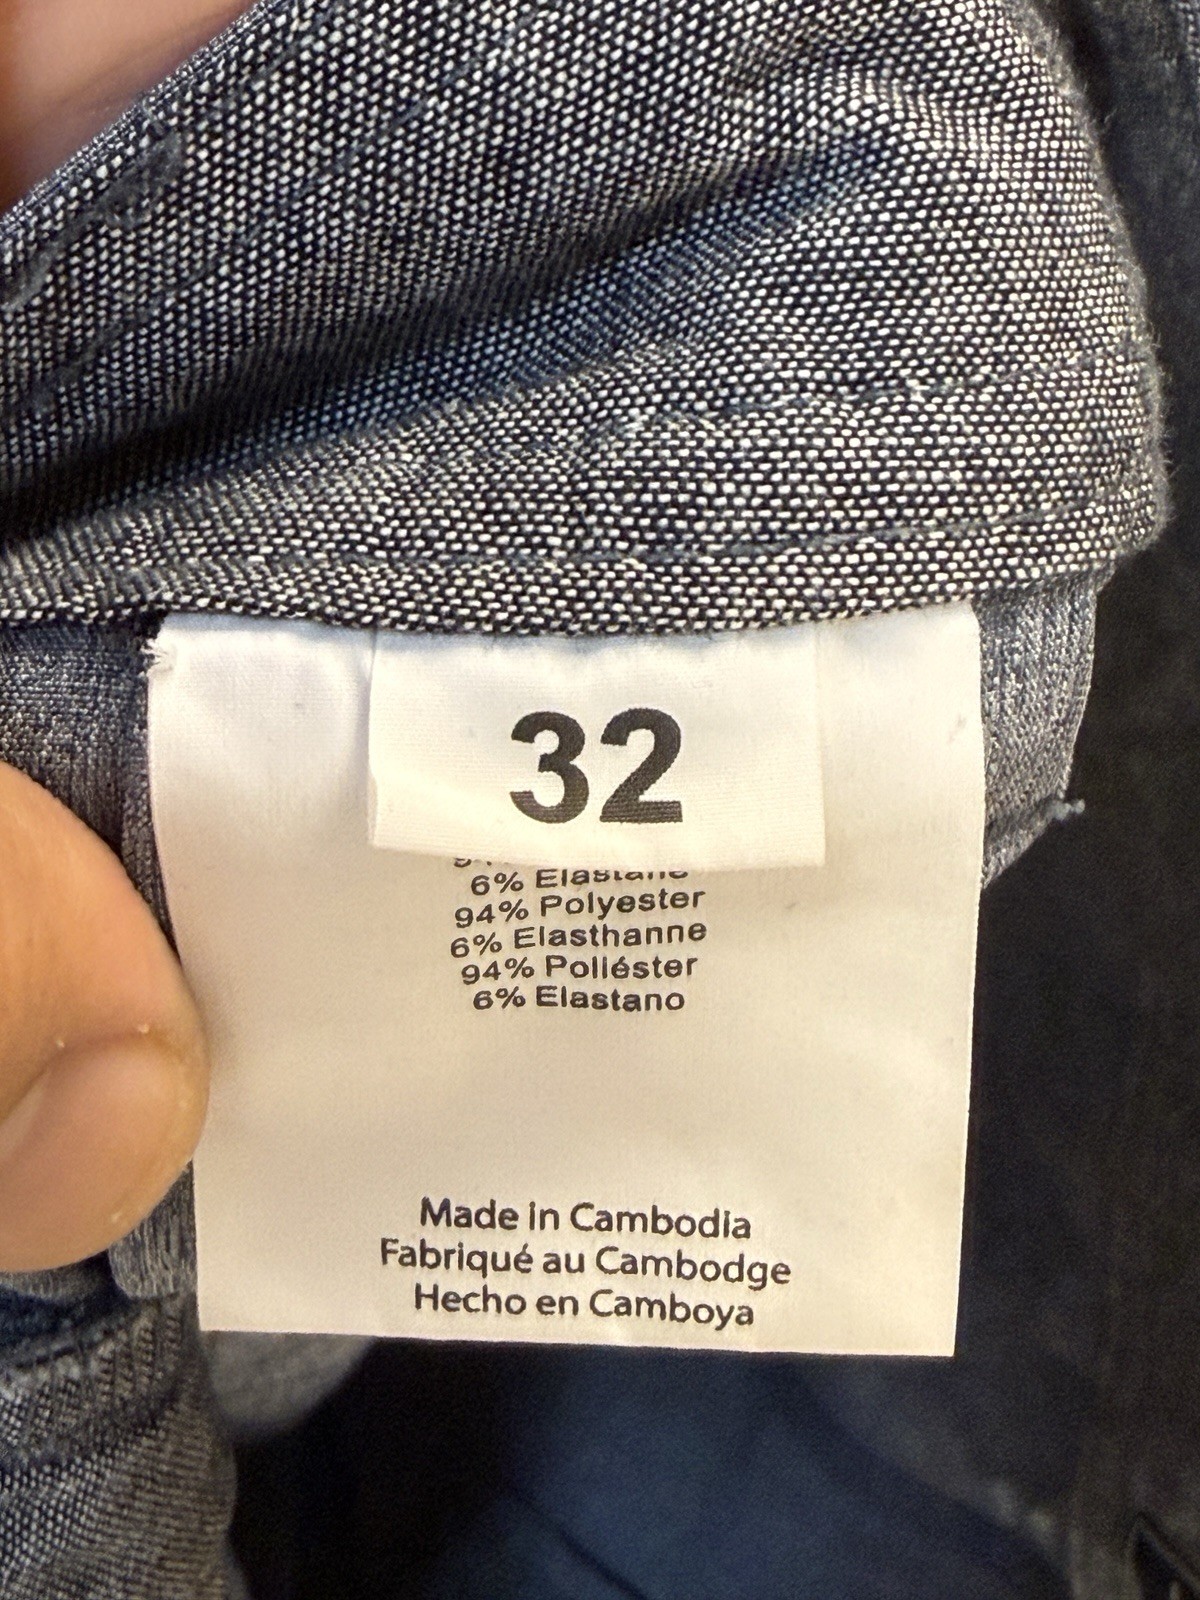 32
6% Elastane
94% Polyester
6% Elasthanne
94% Poliéster
6% Elastano
Made in Cambodia
Fabriqué au Cambodge
Hecho en Camboya